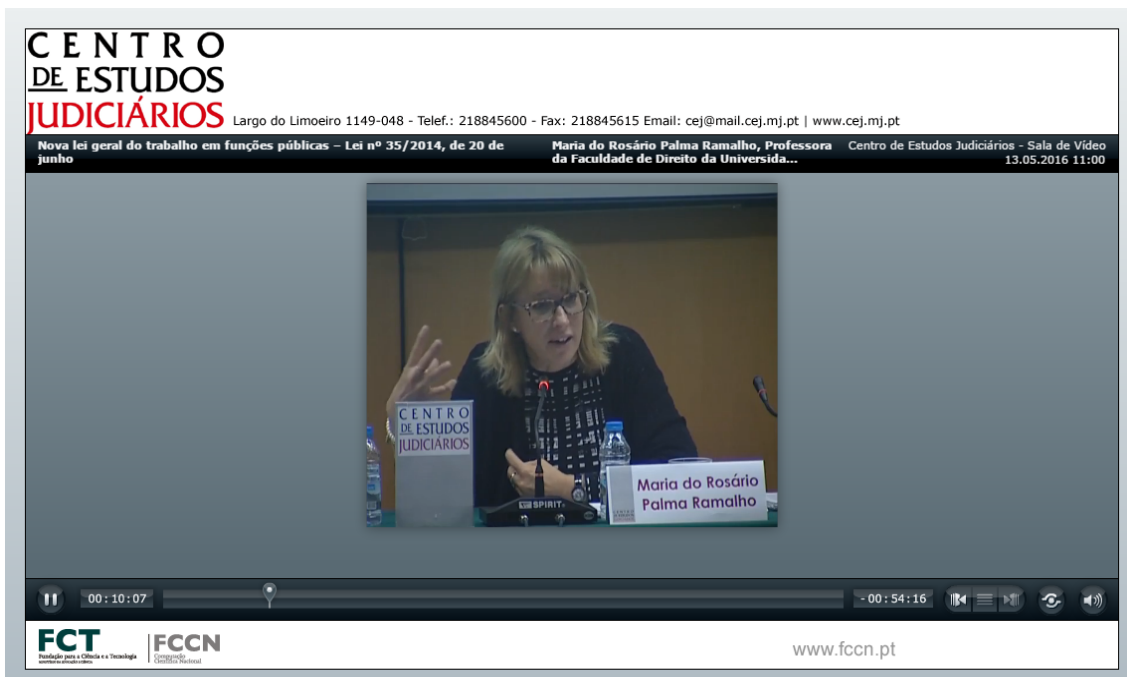 CENTRO
DE ESTUDOS
JUDICIÁRIOS
Largo do Limoeiro 1149-048 - Telef.: 218845600 - Fax: 218845615 Email: cej@mail.cej.mj.pt | www.cej.mj.pt
Nova lei geral do trabalho em funções públicas – Lei nº 35/2014, de 20 de
junho
Maria do Rosário Palma Ramalho, Professora
da Faculdade de Direito da Universida...
Centro de Estudos Judiciários - Sala de Vídeo
13.05.2016 11:00
CENTRO
DE ESTUDOS
JUDICIÁRIOS
Maria do Rosário
Palma Ramalho
SPIRIT
00:10:07
- 00:54:16
FCT
Fundação para a Ciência e a Tecnologia
FCCN
Computação
Científica Nacional
www.fccn.pt